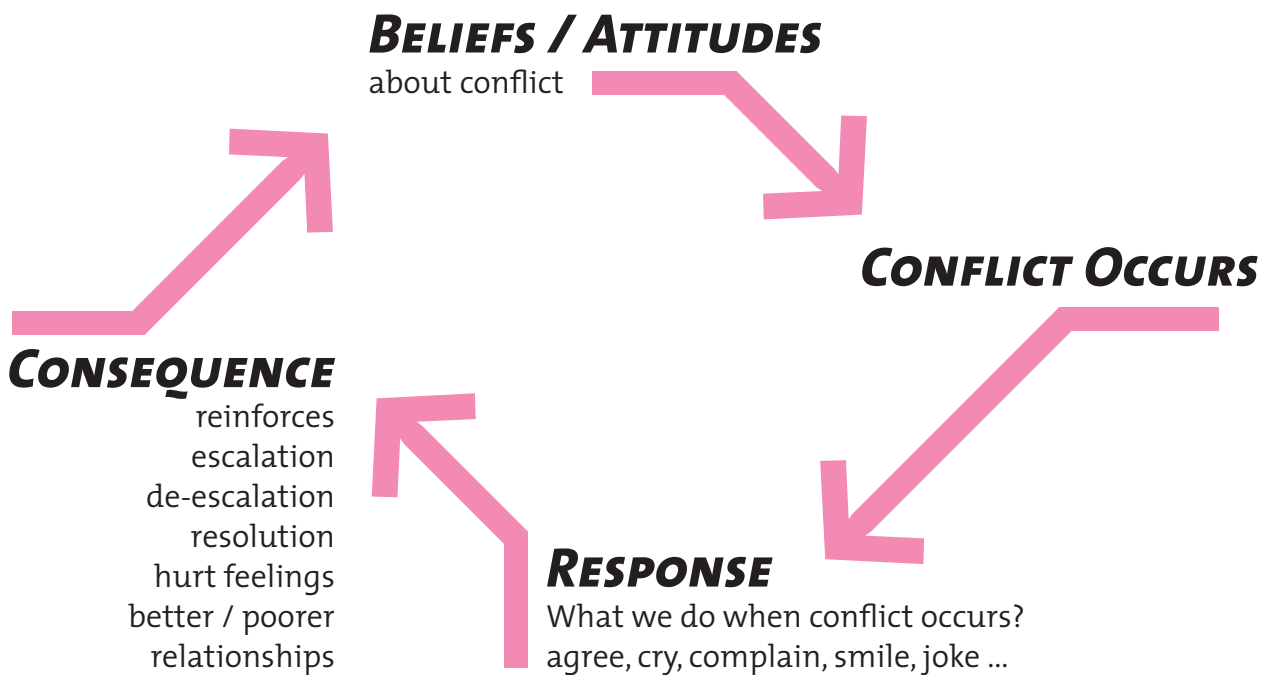 Beliefs / Attitudes
about conflict
Conflict Occurs
Response
What we do when conflict occurs?
agree, cry, complain, smile, joke ...
Consequence
reinforces
escalation
de-escalation
resolution
hurt feelings
better / poorer
relationships